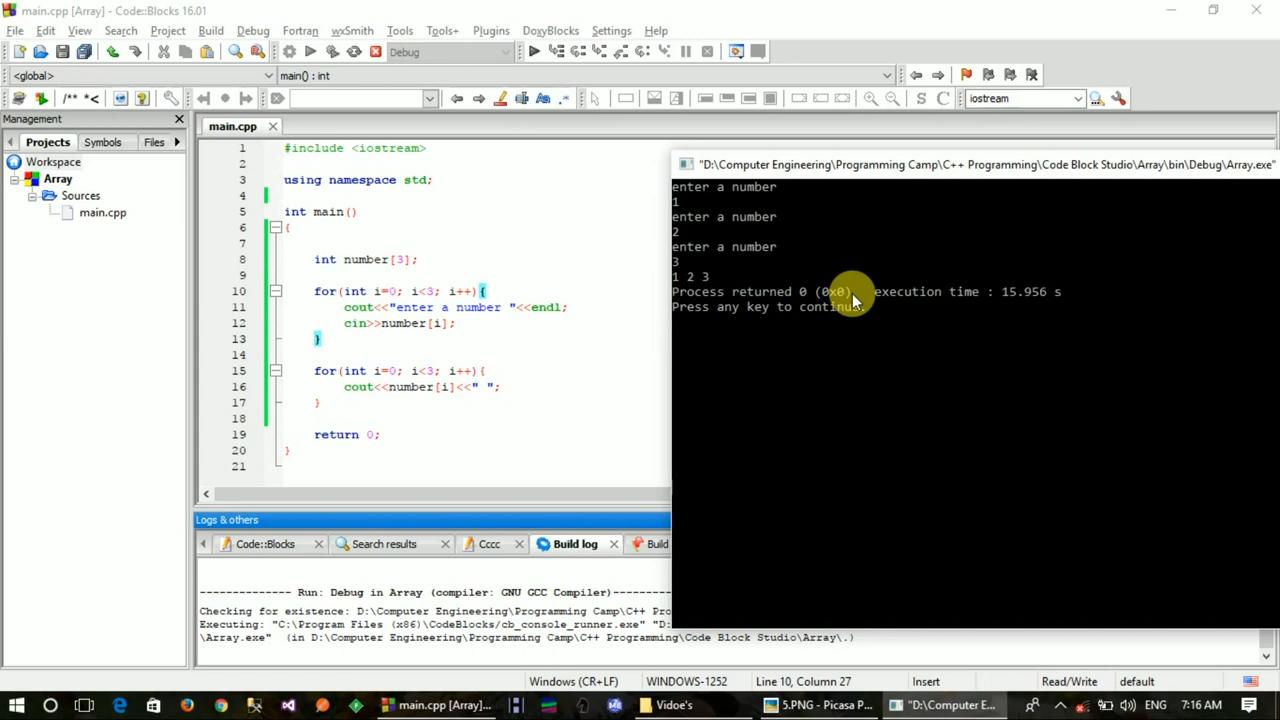 main.cpp [Array] - Code::Blocks 16.01
File Edit View Search Project Build Debug Fortran wxSmith Tools Tools+ Plugins DoxyBlocks Settings Help
Debug
<global> main() : int
/** *< S C iostream
Management
main.cpp
Projects Symbols Files
Workspace
Array
Sources
main.cpp
1 #include <iostream>
2
3 using namespace std;
4
5 int main()
6 {
7
8 int number[3];
9
10 for(int i=0; i<3; i++){
11 cout<<"enter a number "<<endl;
12 cin>>number[i];
13 }
14
15 for(int i=0; i<3; i++){
16 cout<<number[i]<<" ";
17 }
18
19 return 0;
20 }
21
"D:\Computer Engineering\Programming Camp\C++ Programming\Code Block Studio\Array\bin\Debug\Array.exe"
enter a number
1
enter a number
2
enter a number
3
1 2 3
Process returned 0 (0x0) execution time : 15.956 s
Press any key to continue.
Logs & others
Code::Blocks Search results Cccc Build log Build
-------------- Run: Debug in Array (compiler: GNU GCC Compiler)---------
Checking for existence: D:\Computer Engineering\Programming Camp\C++ Pro
Executing: "C:\Program Files (x86)\CodeBlocks/cb_console_runner.exe" "D:
\Array.exe" (in D:\Computer Engineering\Programming Camp\C++ Programming\Code Block Studio\Array\.)
Windows (CR+LF) WINDOWS-1252 Line 10, Column 27 Insert Read/Write default
main.cpp [Array]... Vidoe's 5.PNG - Picasa P... "D:\Computer E... ENG 7:16 AM